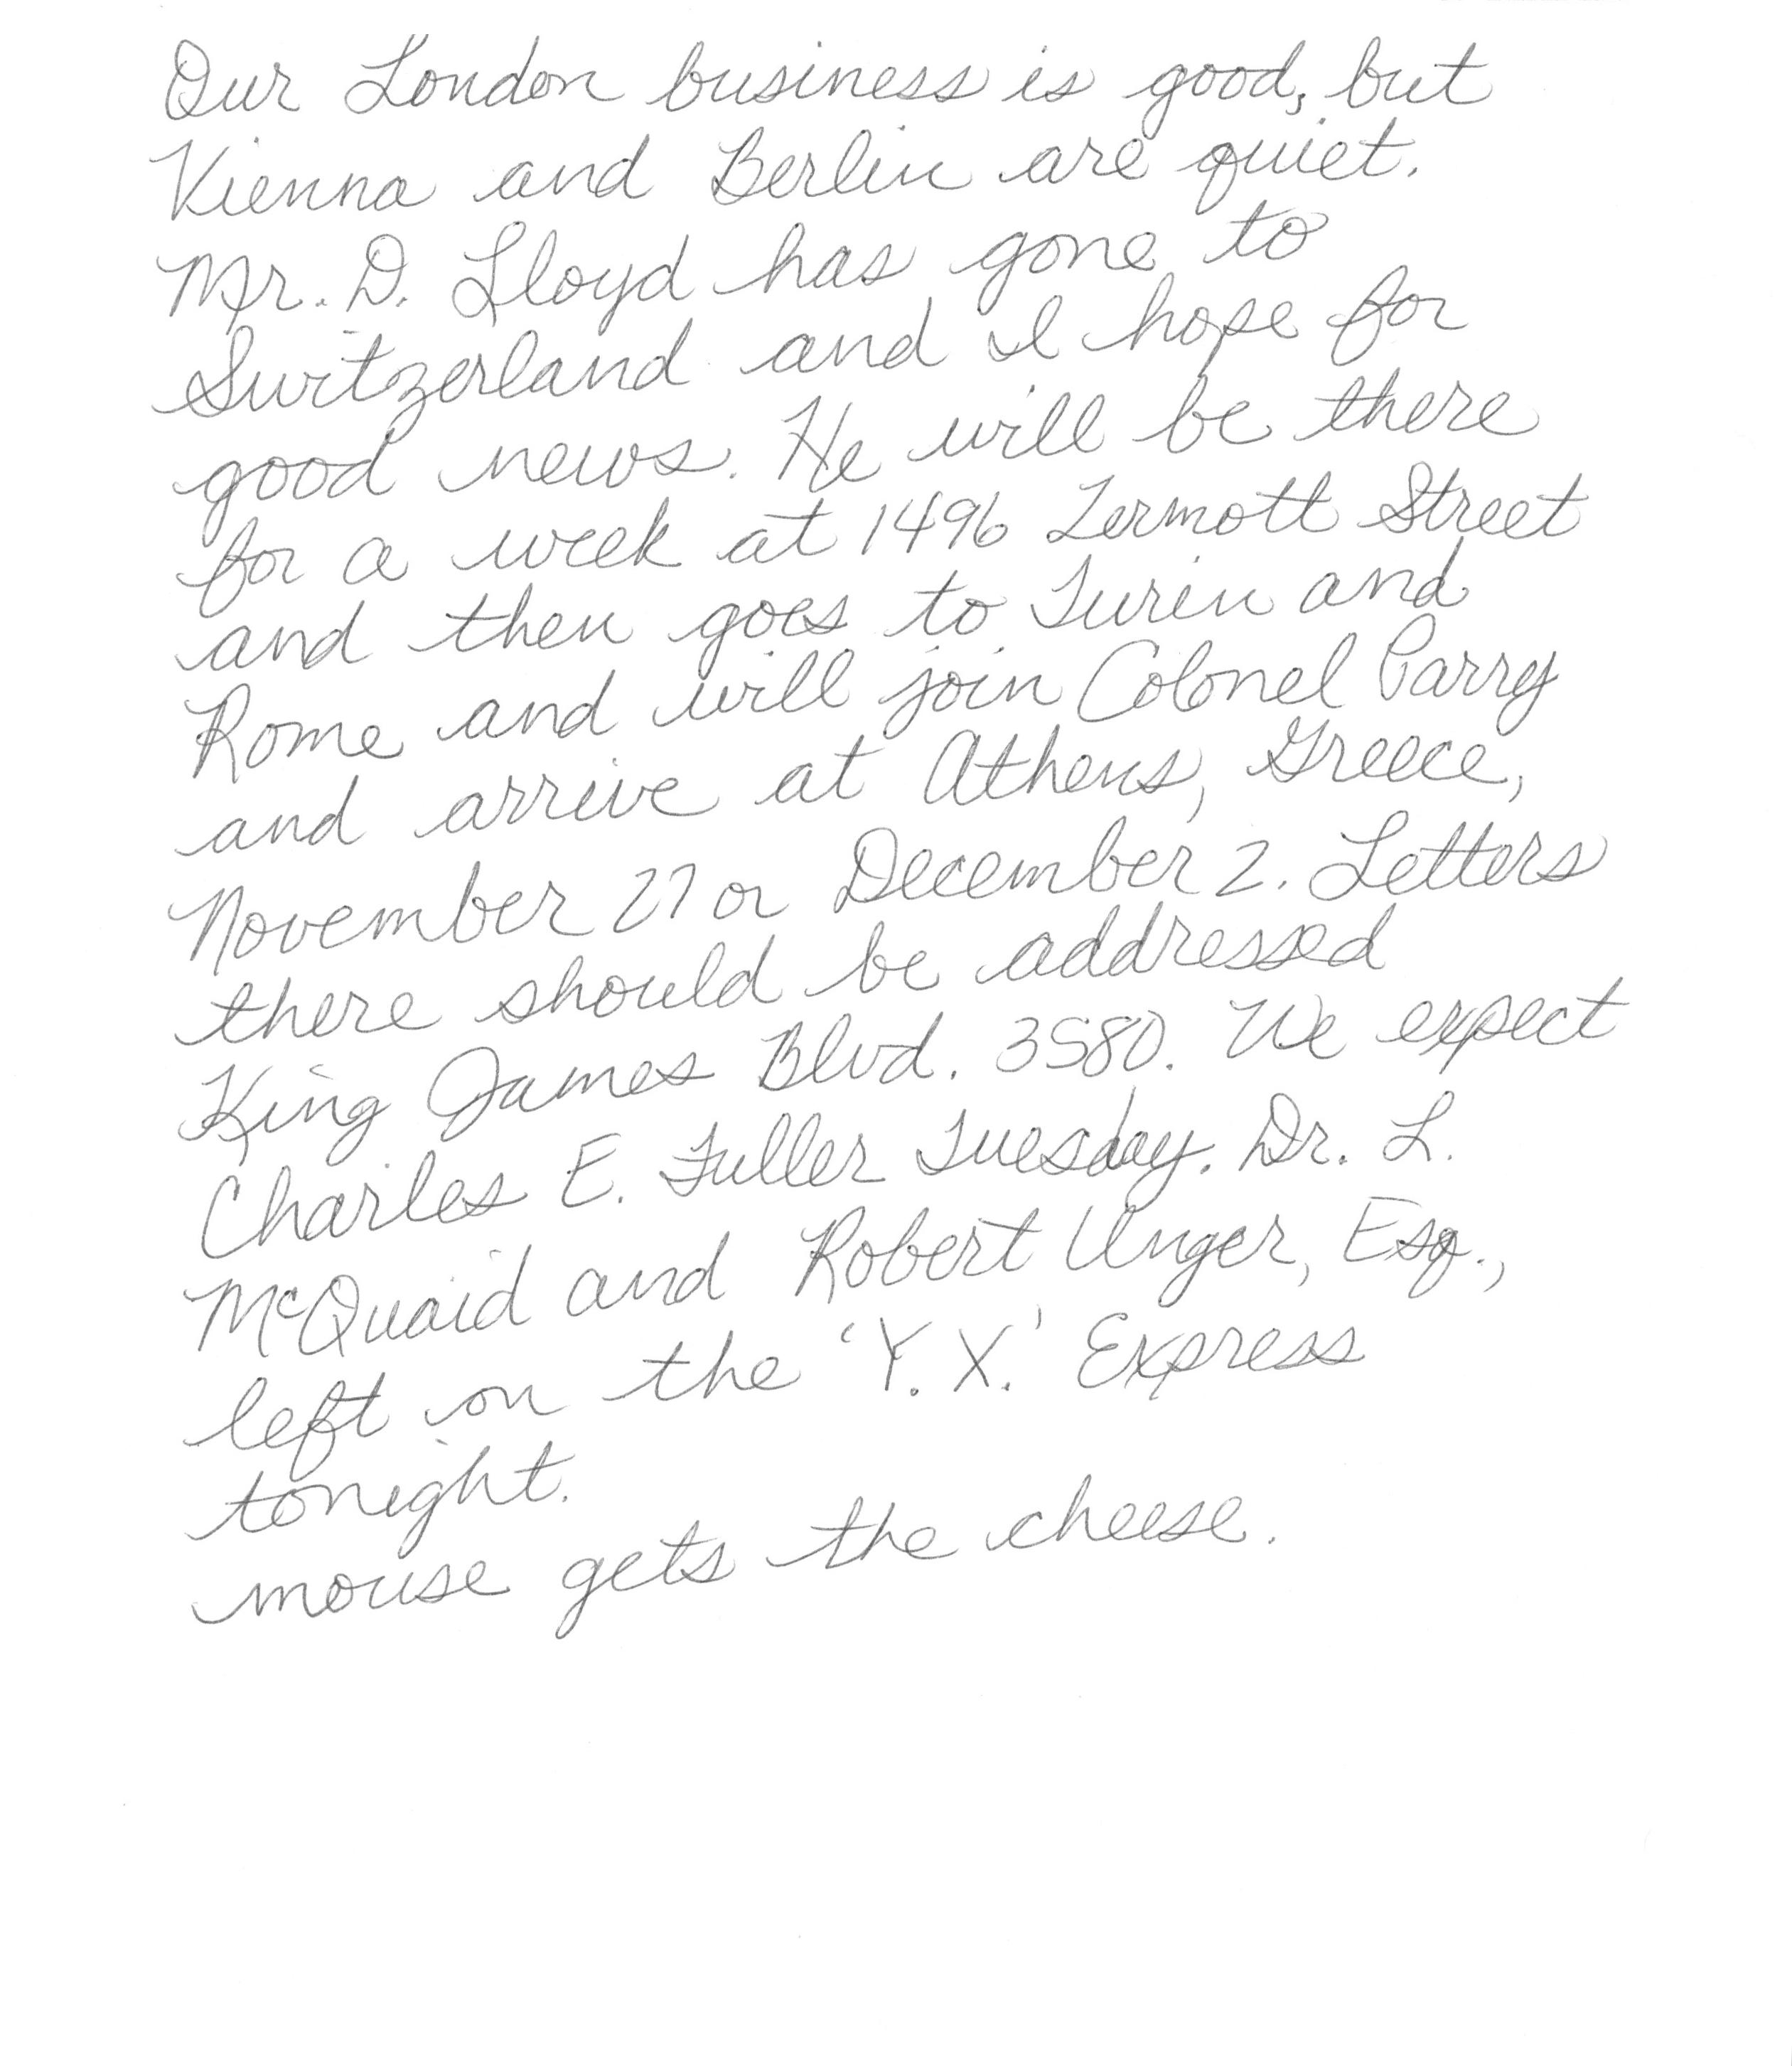 Our London business is good, but
Vienna and Berlin are quiet.
Mr. D. Lloyd has gone to
Switzerland and I hope for
good news. He will be there
for a week at 1496 Zermott Street
and then goes to Turin and
Rome and will join Colonel Parry
and arrive at Athens, Greece,
November 27 or December 2. Letters
there should be addressed
King James Blvd. 3580. We expect
Charles E. Fuller Tuesday. Dr. L.
McQuaid and Robert Unger, Esq.,
left on the 'Y. X.' Express
tonight.
mouse gets the cheese.